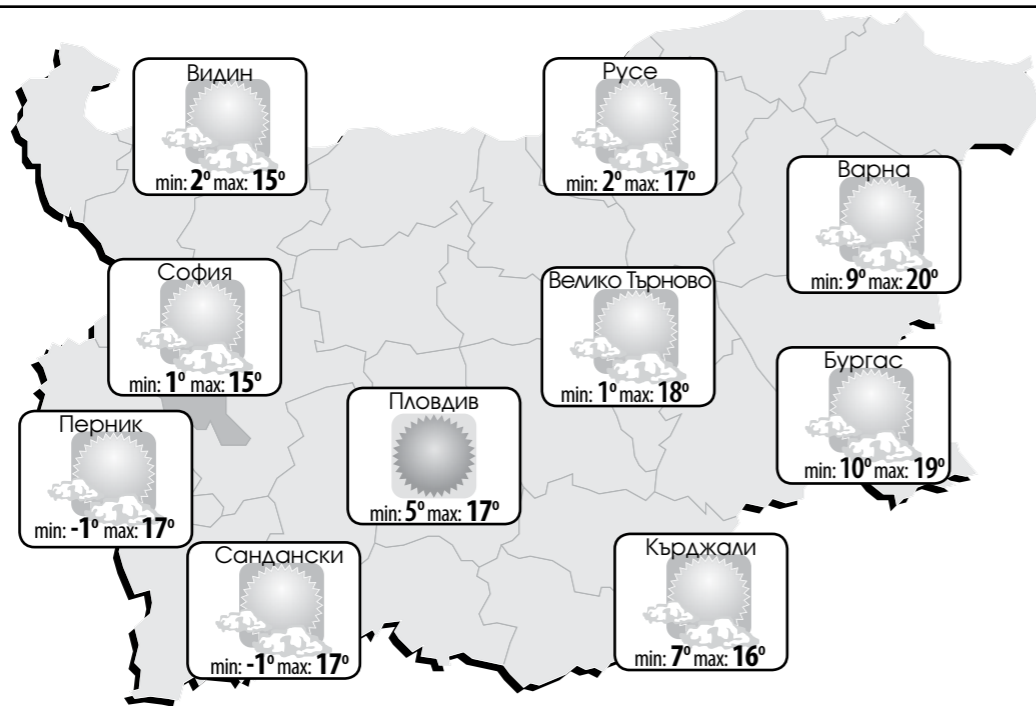 Видин
min: 2° max: 15°
Русе
min: 2° max: 17°
Варна
min: 9° max: 20°
София
min: 1° max: 15°
Велико Търново
min: 1° max: 18°
Бургас
min: 10° max: 19°
Пловдив
min: 5° max: 17°
Перник
min: -1° max: 17°
Сандански
min: -1° max: 17°
Кърджали
min: 7° max: 16°